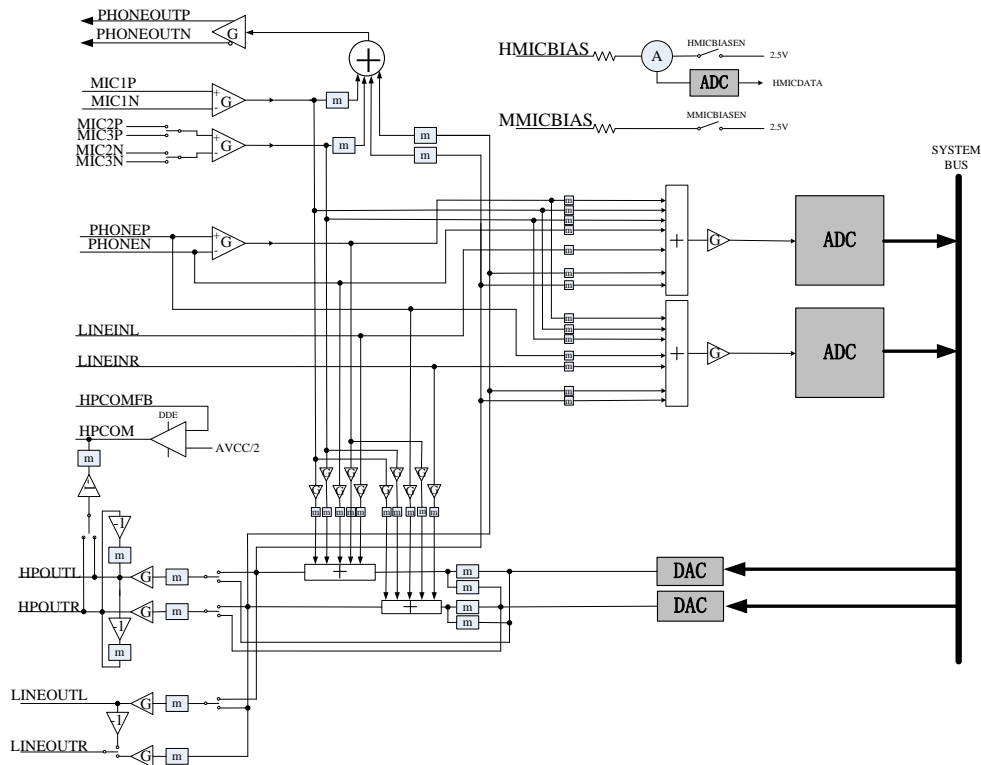 PHONEOUTP
PHONEOUTN
G
+
MIC1P
MIC1N
+
-
G
m
MIC2P
MIC3P
MIC2N
MIC3N
+
-
G
m
m
m
HMICBIAS
A
HMICBIASEN
2.5V
ADC
HMICDATA
MMICBIAS
MMICBIASEN
2.5V
SYSTEM
BUS
PHONEP
PHONEN
+
-
G
m
m
m
m
m
m
m
+
G
ADC
LINEINL
LINEINR
m
m
m
m
m
m
m
+
G
ADC
HPCOMFB
HPCOM
DDE
AVCC/2
m
-1
G
G
G
G
G
G
G
G
G
G
m
m
m
m
m
m
m
m
m
m
-1
m
HPOUTL
G
m
+
m
m
DAC
HPOUTR
G
m
+
m
m
DAC
-1
m
LINEOUTL
G
m
-1
LINEOUTR
G
m